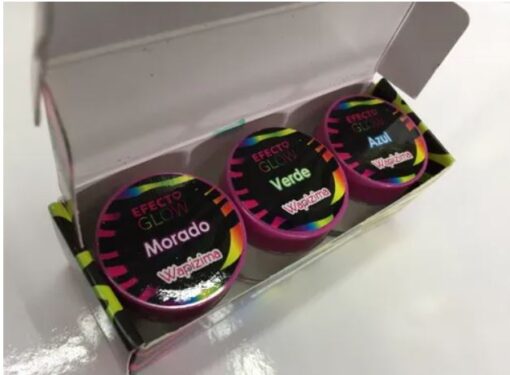 EFECTO
GLOW
Morado
Wapizima
EFECTO
GLOW
Verde
Wapizima
EFECTO
GLOW
Azul
Wapizima